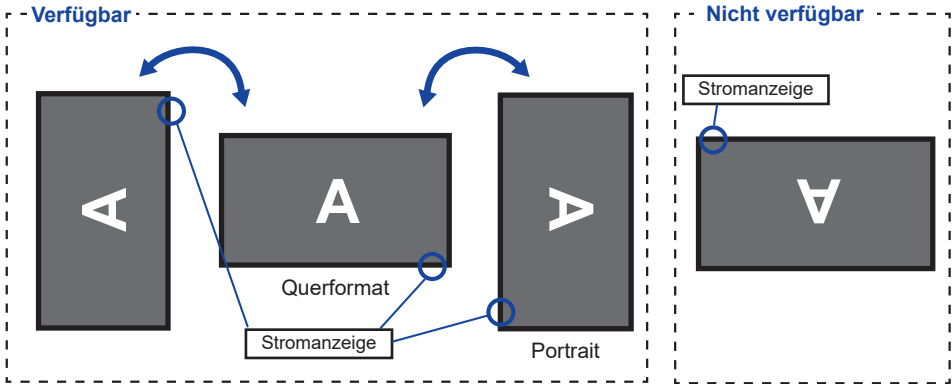 Verfügbar
Nicht verfügbar
Stromanzeige
A
A
A
A
Querformat
Stromanzeige
Portrait